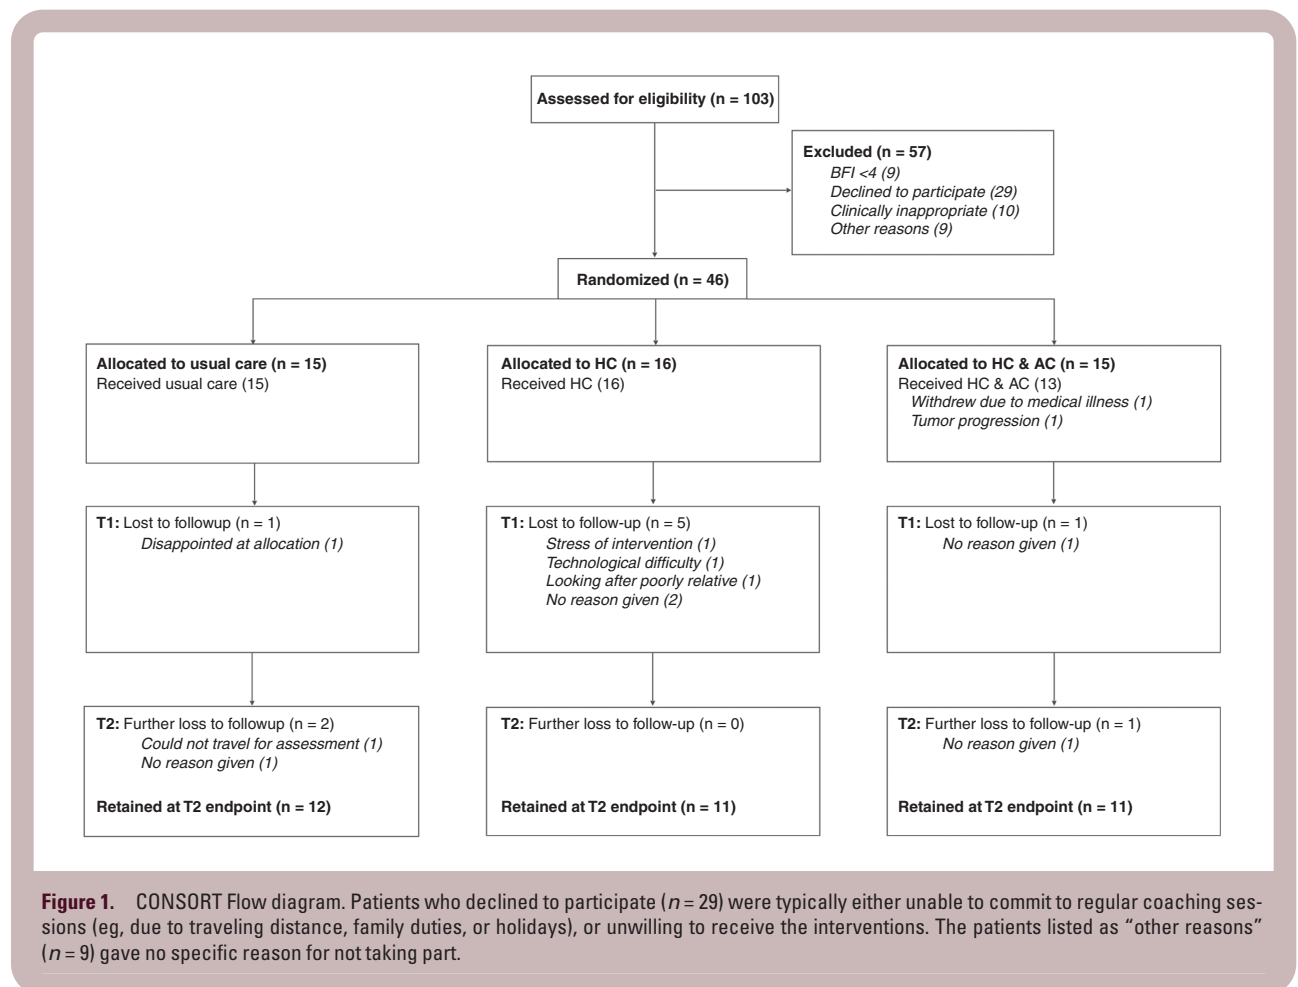 Assessed for eligibility (n = 103)
Excluded (n = 57)
BFI <4 (9)
Declined to participate (29)
Clinically inappropriate (10)
Other reasons (9)
Randomized (n = 46)
Allocated to usual care (n = 15)
Received usual care (15)
Allocated to HC (n = 16)
Received HC (16)
Allocated to HC & AC (n = 15)
Received HC & AC (13)
Withdrew due to medical illness (1)
Tumor progression (1)
T1: Lost to followup (n = 1)
Disappointed at allocation (1)
T1: Lost to follow-up (n = 5)
Stress of intervention (1)
Technological difficulty (1)
Looking after poorly relative (1)
No reason given (2)
T1: Lost to follow-up (n = 1)
No reason given (1)
T2: Further loss to followup (n = 2)
Could not travel for assessment (1)
No reason given (1)
Retained at T2 endpoint (n = 12)
T2: Further loss to follow-up (n = 0)
Retained at T2 endpoint (n = 11)
T2: Further loss to follow-up (n = 1)
No reason given (1)
Retained at T2 endpoint (n = 11)
Figure 1. CONSORT Flow diagram. Patients who declined to participate (n = 29) were typically either unable to commit to regular coaching ses-
sions (eg, due to traveling distance, family duties, or holidays), or unwilling to receive the interventions. The patients listed as “other reasons”
(n = 9) gave no specific reason for not taking part.